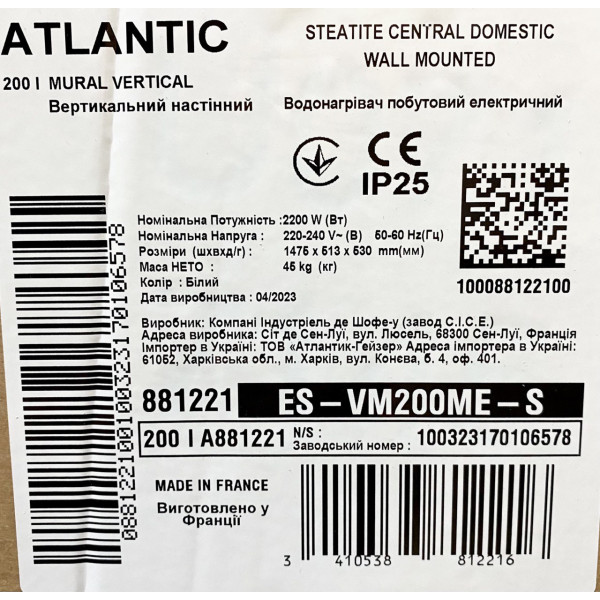 ATLANTIC
STEATITE CENTRAL DOMESTIC
WALL MOUNTED
200 l MURAL VERTICAL
Вертикальний настінний
Водонагрівач побутовий електричний
CE
IP25
Номінальна Потужність : 2200 W (Вт)
Номінальна Напруга : 220-240 V~ (В) 50-60 Hz(Гц)
Розміри (шхвхд/г) : 1475 x 513 x 530 mm(мм)
Маса НЕТО : 45 kg (кг)
Колір : Білий
Дата виробництва : 04/2023
100088122100
Виробник: Компані Індустріель де Шофе-у (завод C.I.C.E.)
Адреса виробника: Сіт де Сен-Луї, вул. Люсель, 68300 Сен-Луї, Франція
Імпортер в Україні: ТОВ «Атлантик-Гейзер» Адреса імпортера в Україні:
61052, Харківська обл., м. Харків, вул. Конєва, б. 4, оф. 401.
881221 ES – VM200ME – S
200 l A881221 N/S :
Заводський номер : 100323170106578
088122100100323170106578
MADE IN FRANCE
Виготовлено у
Франції
3 410538 812216